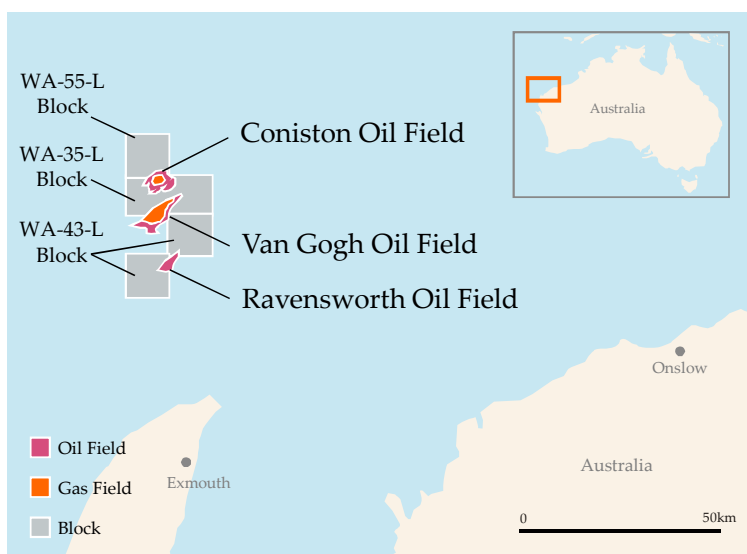 WA-55-L
Block
Coniston Oil Field
WA-35-L
Block
WA-43-L
Block
Van Gogh Oil Field
Ravensworth Oil Field
Australia
Onslow
Oil Field
Gas Field
Block
Exmouth
Australia
0
50km